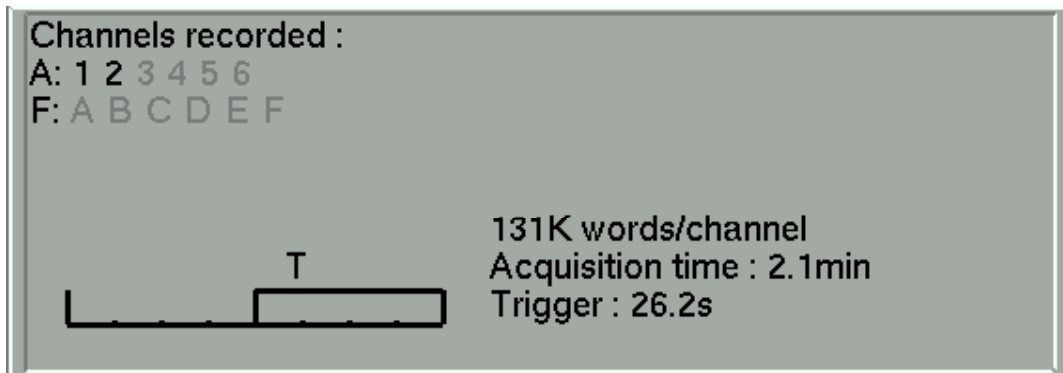 Channels recorded :
A: 1 2 3 4 5 6
F: A B C D E F
131K words/channel
T
Acquisition time : 2.1min
Trigger : 26.2s